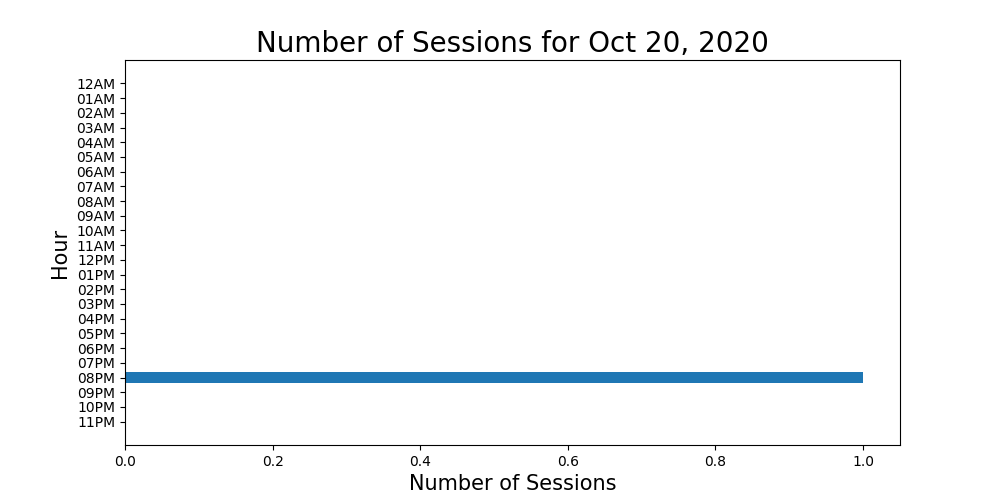 Number of Sessions for Oct 20, 2020
Hour
12AM
01AM
02AM
03AM
04AM
05AM
06AM
07AM
08AM
09AM
10AM
11AM
12PM
01PM
02PM
03PM
04PM
05PM
06PM
07PM
08PM
09PM
10PM
11PM
0.0 0.2 0.4 0.6 0.8 1.0
Number of Sessions